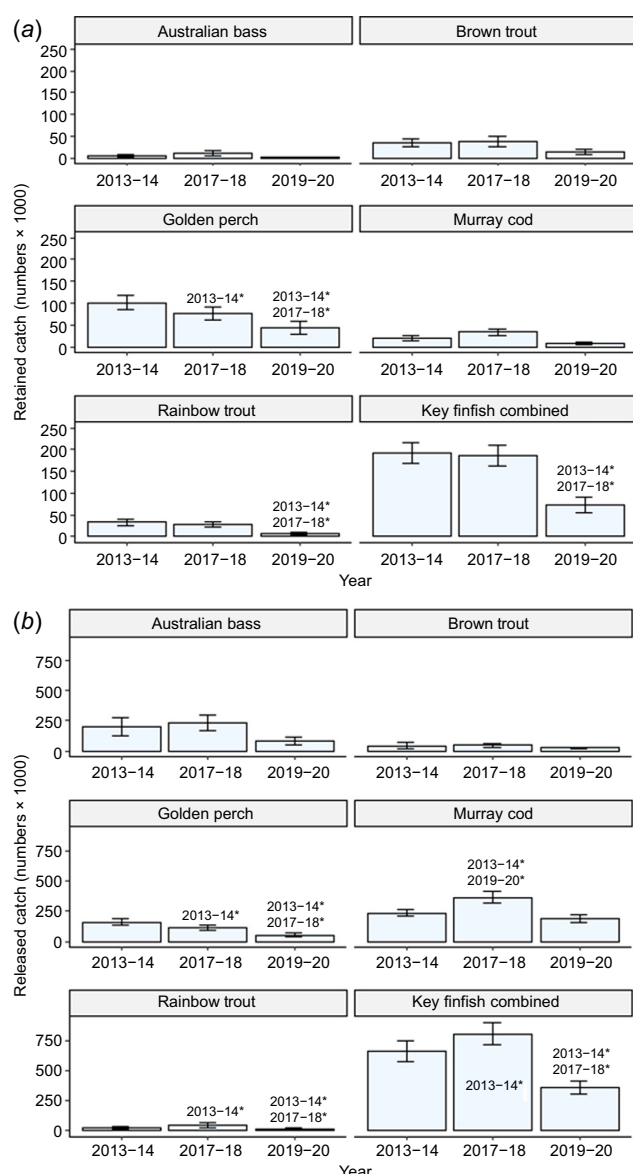 (a)
Australian bass Brown trout
250
200
150
100
50
0
2013–14 2017–18 2019–20 2013–14 2017–18 2019–20
Golden perch Murray cod
250
200
150
100
50
0
2013–14*
2013–14*
2017–18*
2013–14 2017–18 2019–20 2013–14 2017–18 2019–20
Retained catch (numbers × 1000)
Rainbow trout Key finfish combined
250
200
150
100
50
0
2013–14*
2017–18*
2013–14*
2017–18*
2013–14 2017–18 2019–20 2013–14 2017–18 2019–20
Year
(b)
Australian bass Brown trout
750
500
250
0
2013–14 2017–18 2019–20 2013–14 2017–18 2019–20
Golden perch Murray cod
750
500
250
0
2013–14*
2013–14*
2017–18*
2013–14*
2019–20*
2013–14 2017–18 2019–20 2013–14 2017–18 2019–20
Released catch (numbers × 1000)
Rainbow trout Key finfish combined
750
500
250
0
2013–14*
2013–14*
2017–18*
2013–14*
2013–14*
2017–18*
2013–14 2017–18 2019–20 2013–14 2017–18 2019–20
Year